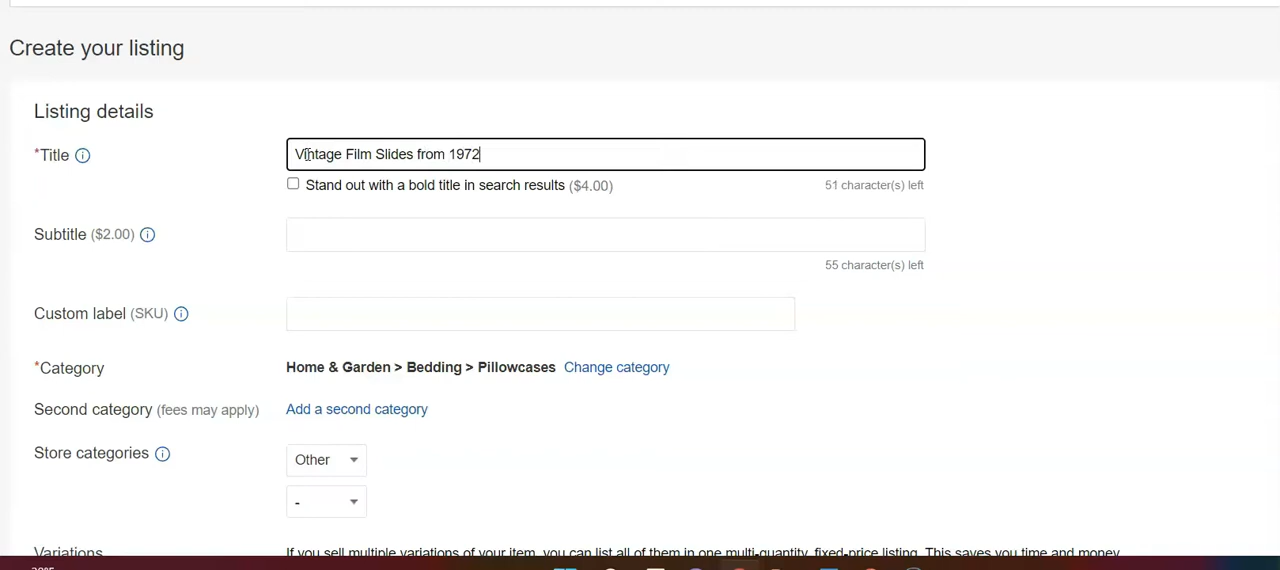 Create your listing
Listing details
*Title
Vintage Film Slides from 1972
Stand out with a bold title in search results ($4.00)
51 character(s) left
Subtitle ($2.00)
55 character(s) left
Custom label (SKU)
*Category
Home & Garden > Bedding > Pillowcases Change category
Second category (fees may apply)
Add a second category
Store categories
Other
-
Variations
If you sell multiple variations of your item, you can list all of them in one multi-quantity, fixed-price listing. This saves you time and money